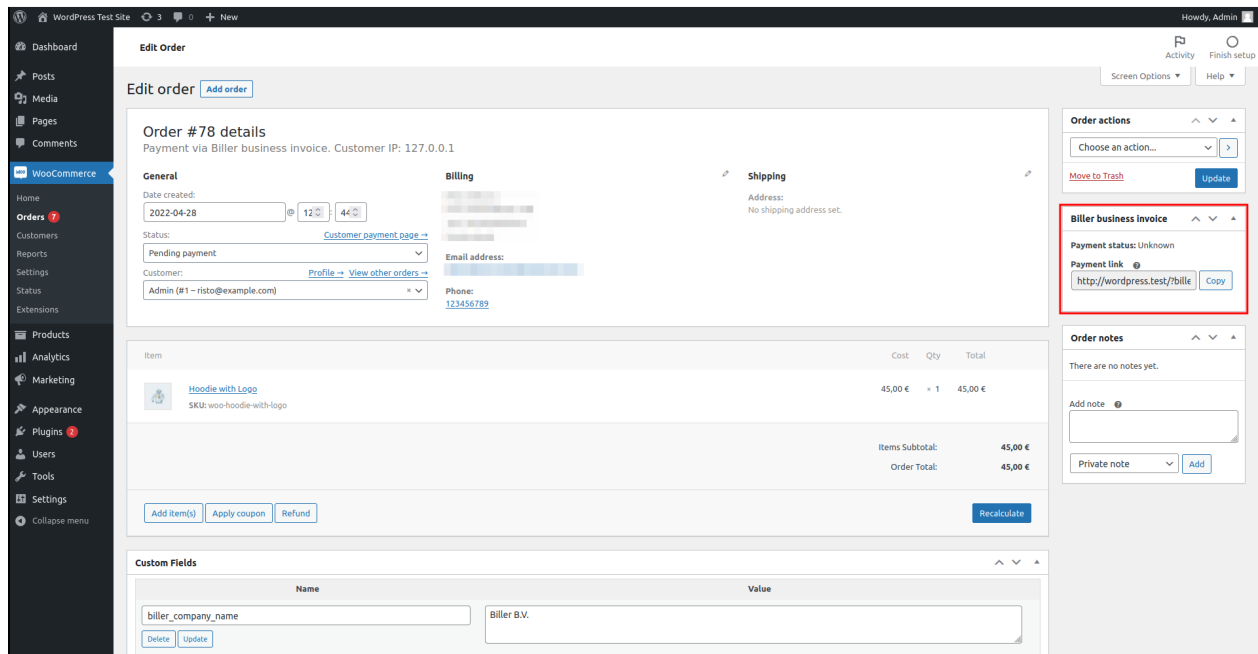 WordPress Test Site 3 0 + New
Howdy, Admin
Dashboard
Posts
Media
Pages
Comments
WooCommerce
Home
Orders 7
Customers
Reports
Settings
Status
Extensions
Products
Analytics
Marketing
Appearance
Plugins 2
Users
Tools
Settings
Collapse menu
Edit Order
Activity
Finish setup
Screen Options ▼
Help ▼
Edit order Add order
Order #78 details
Payment via Biller business invoice. Customer IP: 127.0.0.1
General
Date created:
2022-04-28 @ 12 : 44
Status: Customer payment page →
Pending payment
Customer: Profile → View other orders →
Admin (#1 – risto@example.com) ×
Billing
Email address:
Phone:
123456789
Shipping
Address:
No shipping address set.
Item Cost Qty Total
Hoodie with Logo 45,00 € × 1 45,00 €
SKU: woo-hoodie-with-logo
Items Subtotal: 45,00 €
Order Total: 45,00 €
Add item(s) Apply coupon Refund Recalculate
Custom Fields
Name Value
biller_company_name Biller B.V.
Delete Update
Order actions
Choose an action...
Move to Trash Update
Biller business invoice
Payment status: Unknown
Payment link
http://wordpress.test/?bille Copy
Order notes
There are no notes yet.
Add note
Private note Add